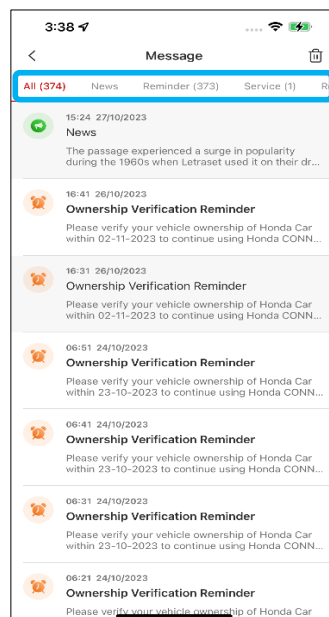 3:38
Message
All (374) News Reminder (373) Service (1)
15:24 27/10/2023
News
The passage experienced a surge in popularity
during the 1960s when Letraset used it on their dr...
16:41 26/10/2023
Ownership Verification Reminder
Please verify your vehicle ownership of Honda Car
within 02-11-2023 to continue using Honda CONN...
16:31 26/10/2023
Ownership Verification Reminder
Please verify your vehicle ownership of Honda Car
within 02-11-2023 to continue using Honda CONN...
06:51 24/10/2023
Ownership Verification Reminder
Please verify your vehicle ownership of Honda Car
within 23-10-2023 to continue using Honda CONN...
06:41 24/10/2023
Ownership Verification Reminder
Please verify your vehicle ownership of Honda Car
within 23-10-2023 to continue using Honda CONN...
06:31 24/10/2023
Ownership Verification Reminder
Please verify your vehicle ownership of Honda Car
within 23-10-2023 to continue using Honda CONN...
06:21 24/10/2023
Ownership Verification Reminder
Please verify your vehicle ownership of Honda Car